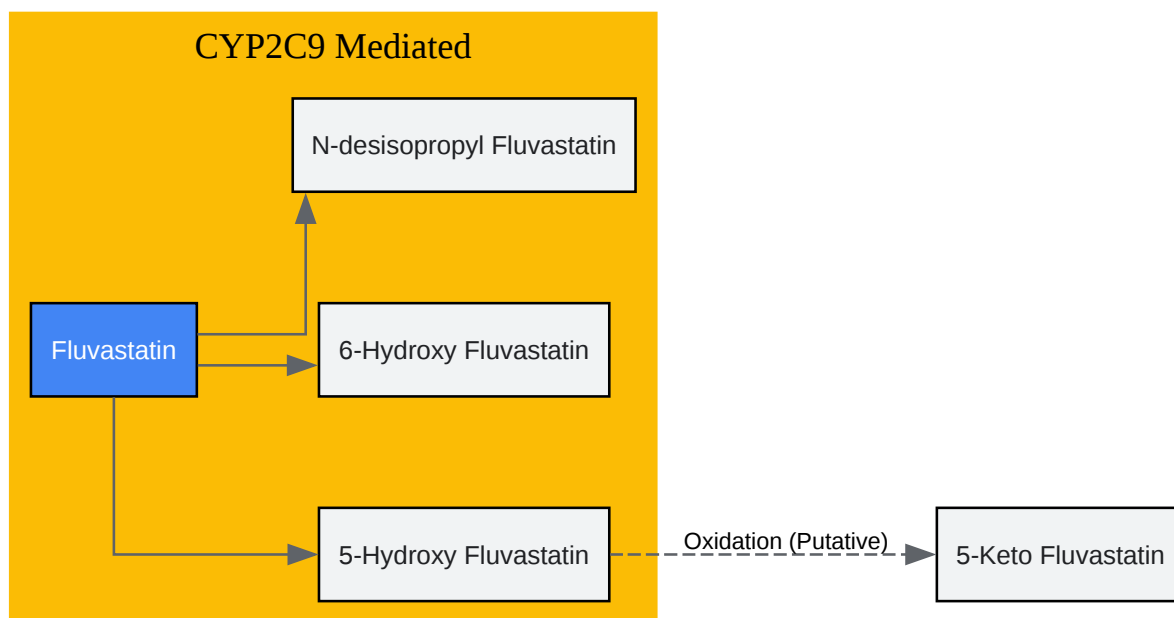 CYP2C9 Mediated
N-desisopropyl Fluvastatin
Fluvastatin
6-Hydroxy Fluvastatin
5-Hydroxy Fluvastatin
Oxidation (Putative)
5-Keto Fluvastatin